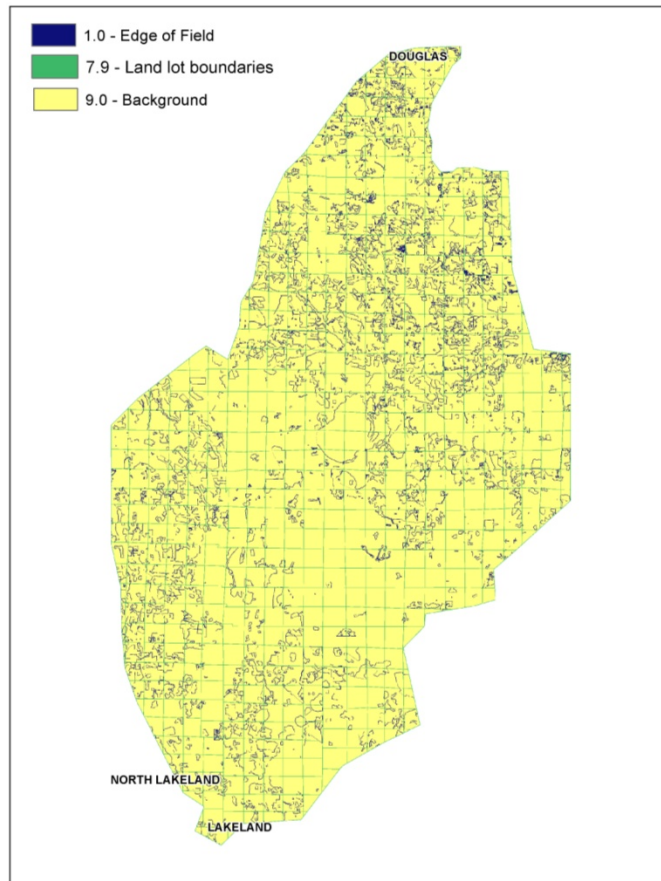 1.0 - Edge of Field
7.9 - Land lot boundaries
9.0 - Background
DOUGLAS
NORTH LAKELAND
LAKELAND